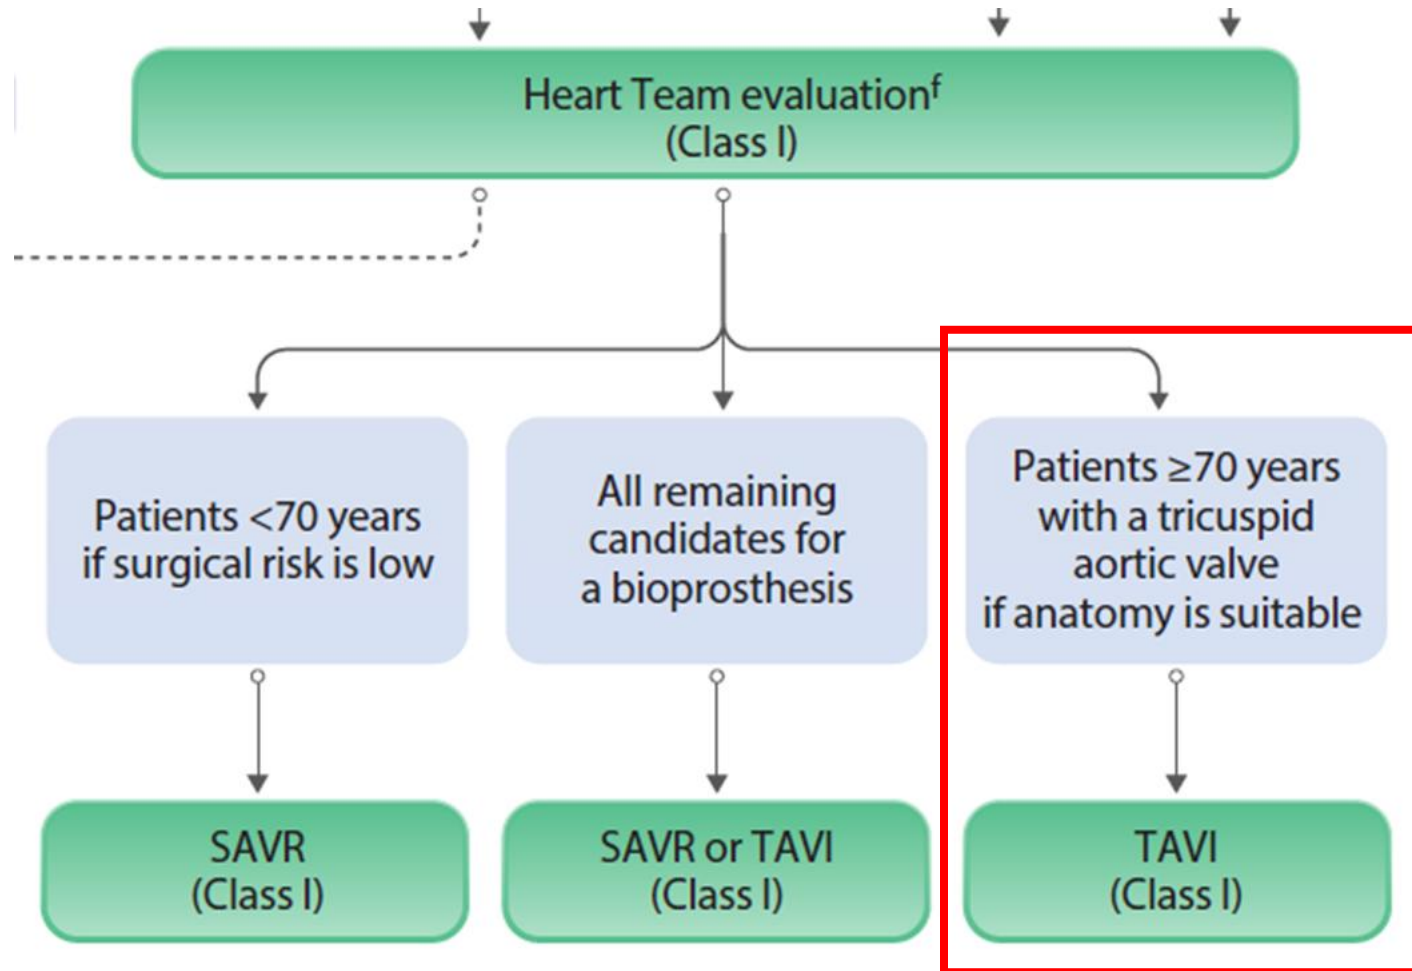 Heart Team evaluationᶠ
(Class I)
Patients <70 years
if surgical risk is low
All remaining
candidates for
a bioprosthesis
Patients ≥70 years
with a tricuspid
aortic valve
if anatomy is suitable
SAVR
(Class I)
SAVR or TAVI
(Class I)
TAVI
(Class I)